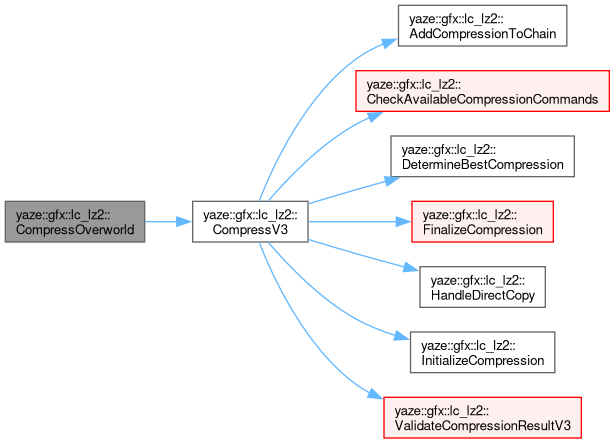 yaze::gfx::lc_lz2::
AddCompressionToChain
yaze::gfx::lc_lz2::
CheckAvailableCompressionCommands
yaze::gfx::lc_lz2::
DetermineBestCompression
yaze::gfx::lc_lz2::
CompressOverworld
yaze::gfx::lc_lz2::
CompressV3
yaze::gfx::lc_lz2::
FinalizeCompression
yaze::gfx::lc_lz2::
HandleDirectCopy
yaze::gfx::lc_lz2::
InitializeCompression
yaze::gfx::lc_lz2::
ValidateCompressionResultV3